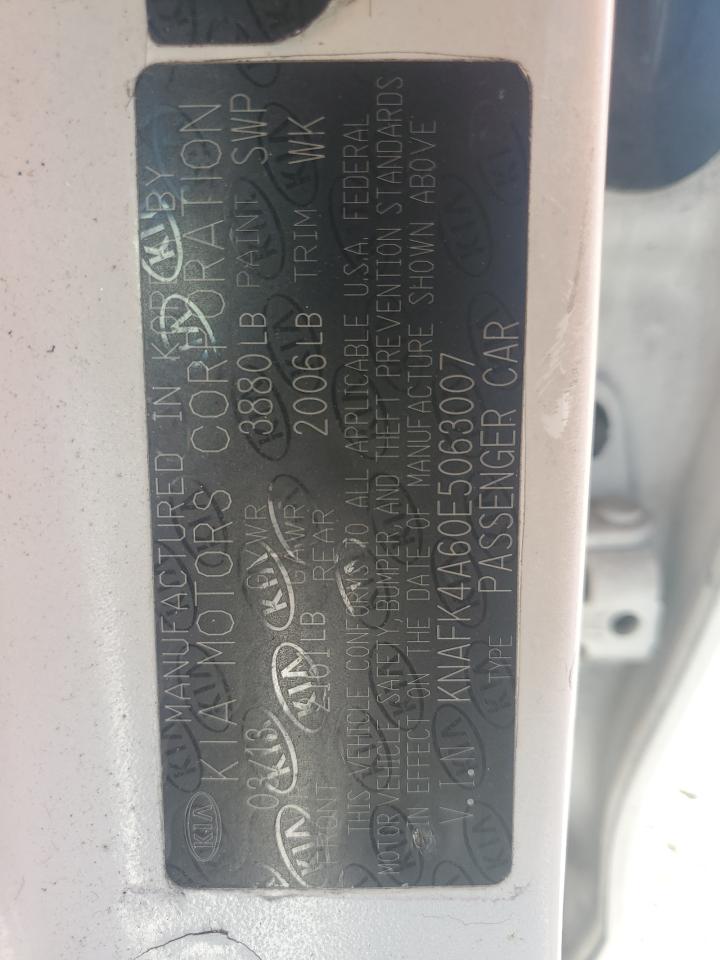 KIA MANUFACTURED IN KOREA BY
KIA MOTORS CORPORATION
03/13 GVWR 3880LB PAINT SWP
FRONT 2101LB GAWR REAR 2006LB TRIM WK
THIS VEHICLE CONFORMS TO ALL APPLICABLE U.S.A. FEDERAL
MOTOR VEHICLE SAFETY, BUMPER, AND THEFT PREVENTION STANDARDS
IN EFFECT ON THE DATE OF MANUFACTURE SHOWN ABOVE
V.I.N KNAFK4A60E5063007
TYPE PASSENGER CAR